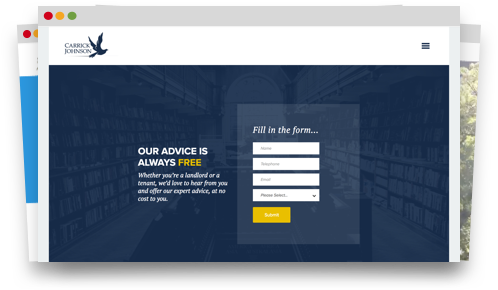 CARRICK
JOHNSON
Fill in the form...
OUR ADVICE IS
ALWAYS FREE
Whether you're a landlord or a
tenant, we'd love to hear from you
and offer our expert advice, at no
cost to you.
Name
Telephone
Email
Please Select...
Submit